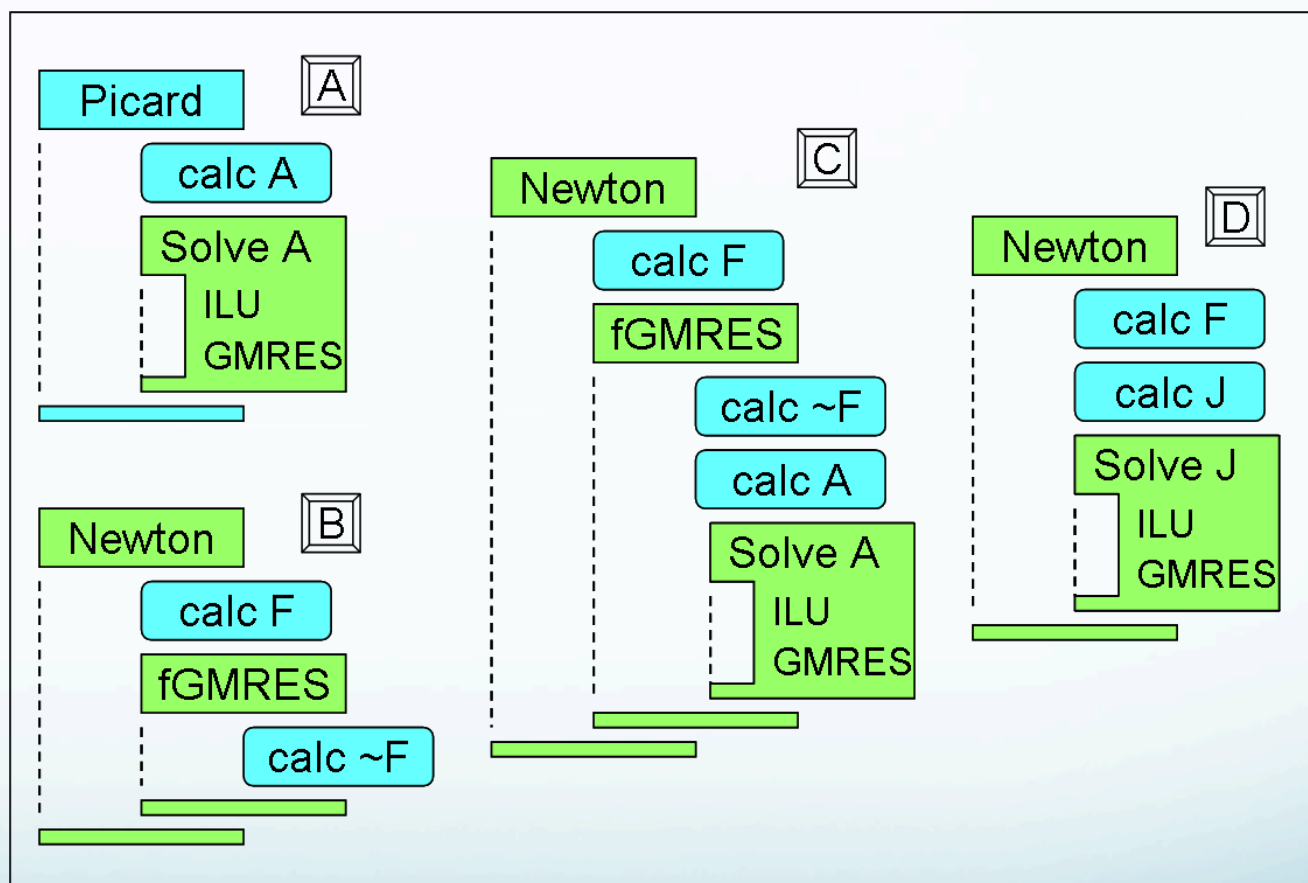 A
Picard
calc A
Solve A
ILU
GMRES
B
Newton
calc F
fGMRES
calc ~F
C
Newton
calc F
fGMRES
calc ~F
calc A
Solve A
ILU
GMRES
D
Newton
calc F
calc J
Solve J
ILU
GMRES